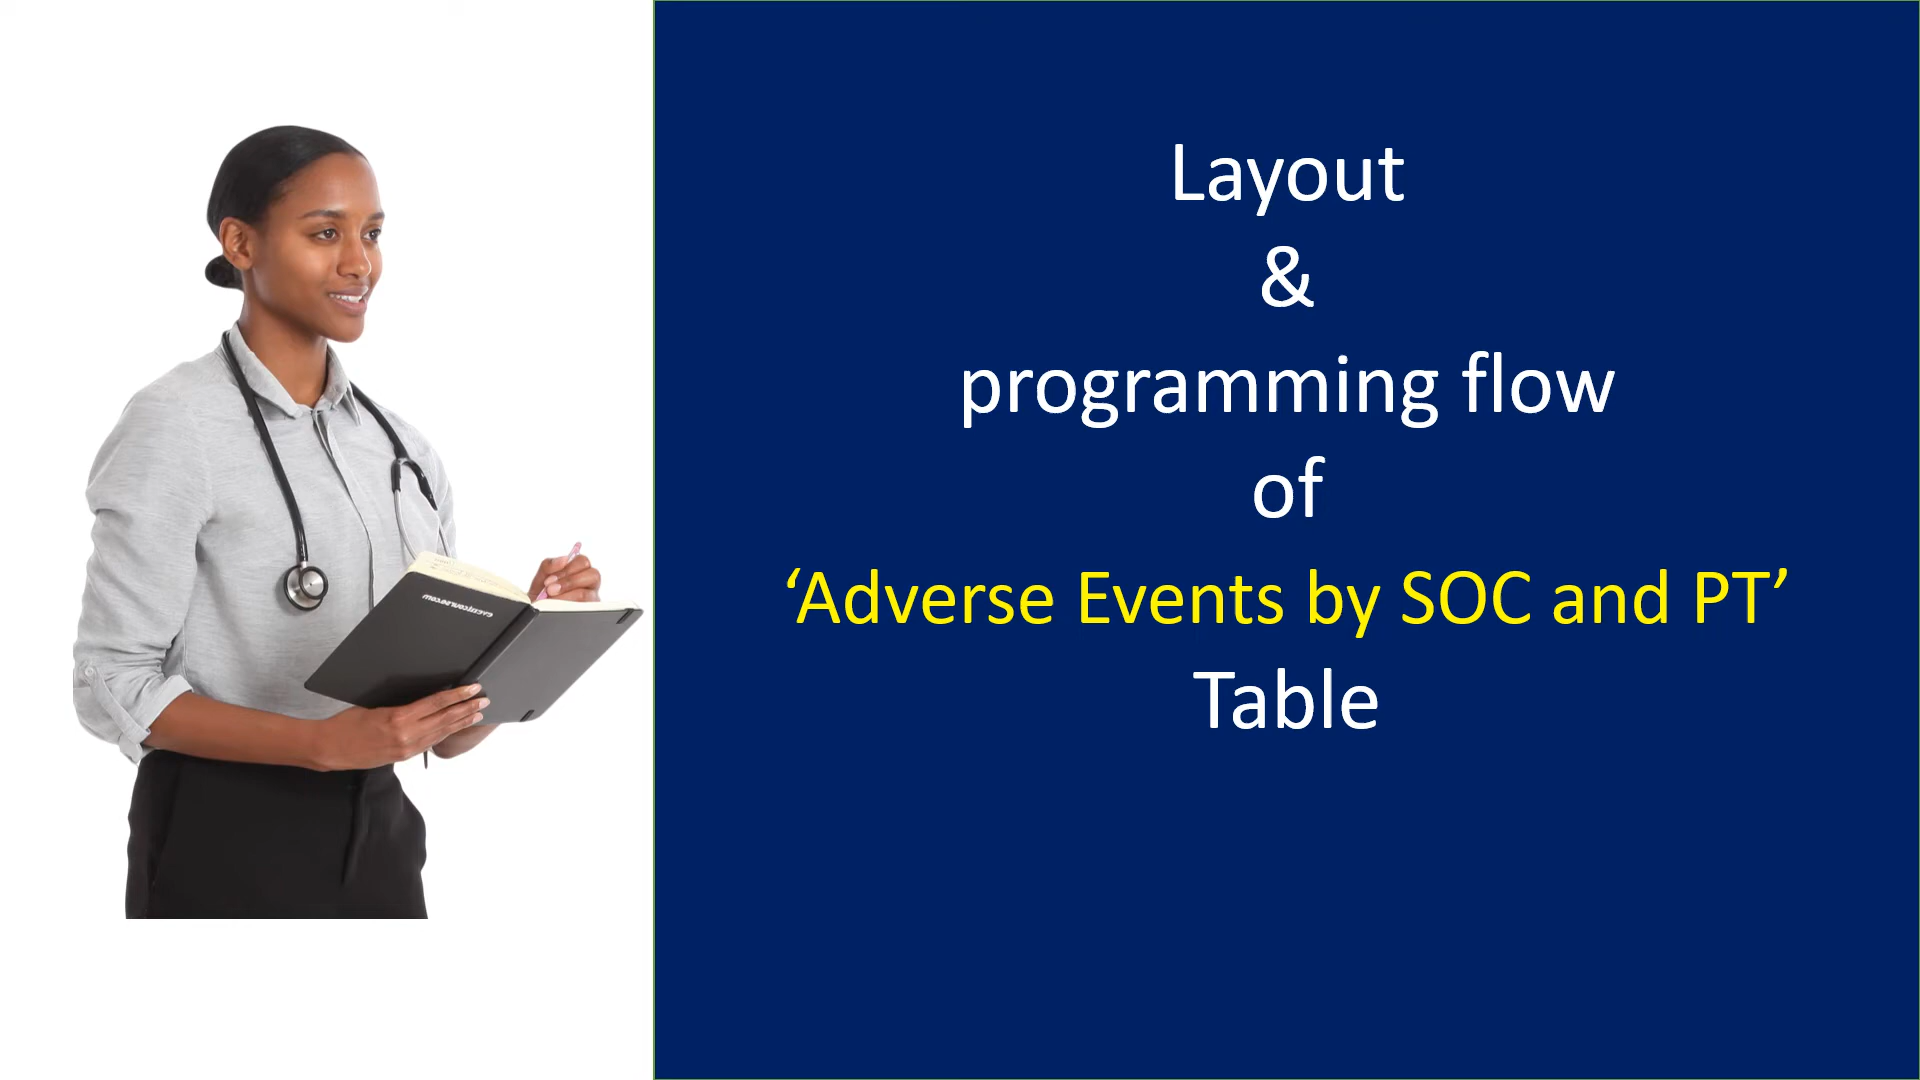 Layout
&
programming flow
of
‘Adverse Events by SOC and PT’
Table